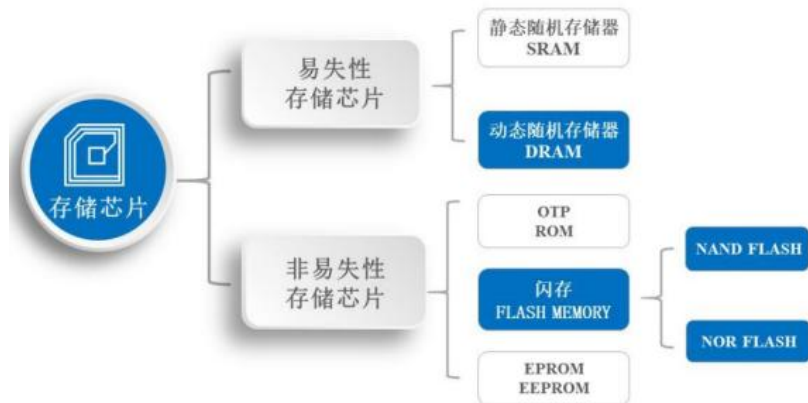 存储芯片
易失性
存储芯片
静态随机存储器
SRAM
动态随机存储器
DRAM
非易失性
存储芯片
OTP
ROM
闪存
FLASH MEMORY
NAND FLASH
NOR FLASH
EPROM
EEPROM